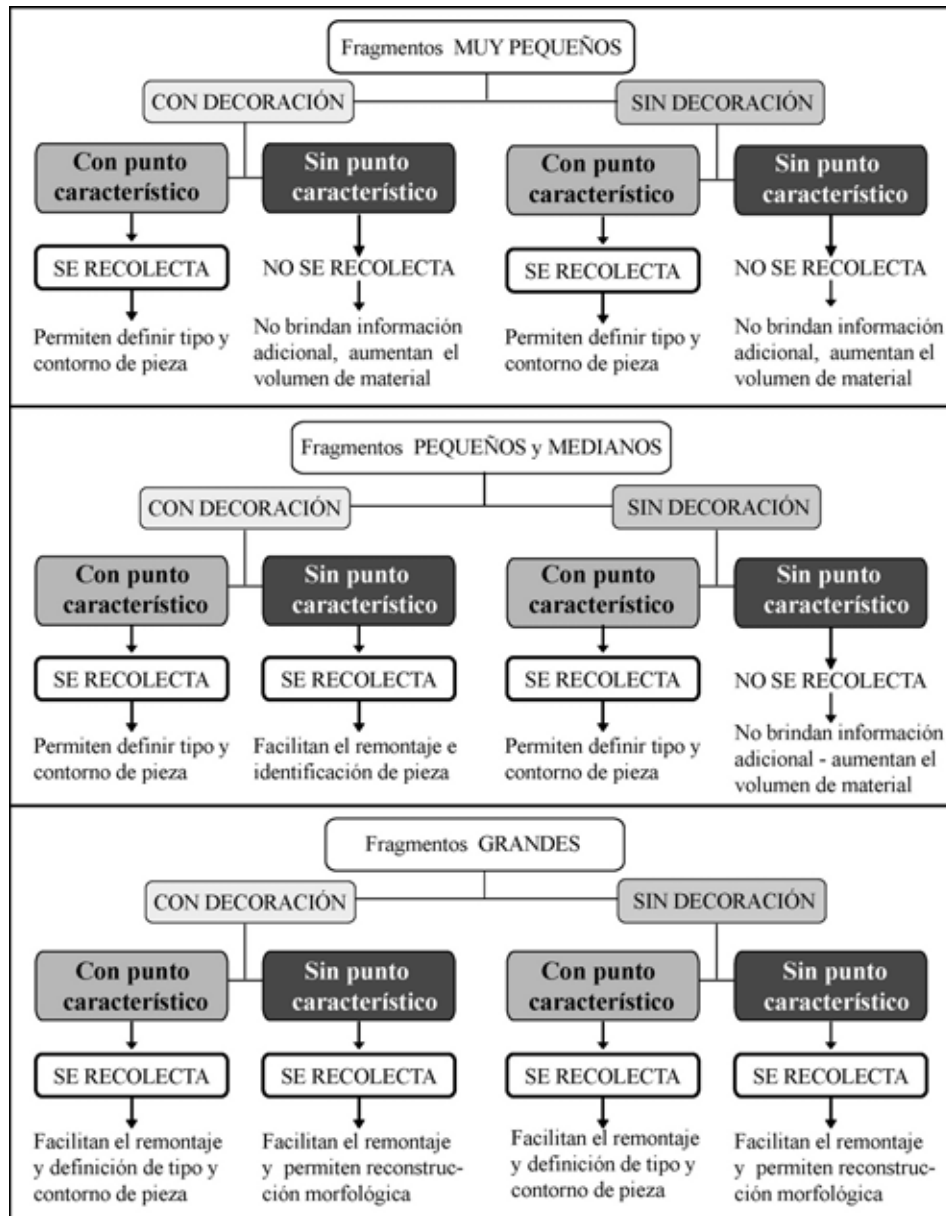 Fragmentos MUY PEQUEÑOS
CON DECORACIÓN
SIN DECORACIÓN
Con punto
característico
Sin punto
característico
Con punto
característico
Sin punto
característico
SE RECOLECTA
NO SE RECOLECTA
SE RECOLECTA
NO SE RECOLECTA
Permiten definir tipo y
contorno de pieza
No brindan información
adicional, aumentan el
volumen de material
Permiten definir tipo y
contorno de pieza
No brindan información
adicional, aumentan el
volumen de material
Fragmentos PEQUEÑOS y MEDIANOS
CON DECORACIÓN
SIN DECORACIÓN
Con punto
característico
Sin punto
característico
Con punto
característico
Sin punto
característico
SE RECOLECTA
SE RECOLECTA
SE RECOLECTA
NO SE RECOLECTA
Permiten definir tipo y
contorno de pieza
Facilitan el remontaje e
identificación de pieza
Permiten definir tipo y
contorno de pieza
No brindan información
adicional - aumentan el
volumen de material
Fragmentos GRANDES
CON DECORACIÓN
SIN DECORACIÓN
Con punto
característico
Sin punto
característico
Con punto
característico
Sin punto
característico
SE RECOLECTA
SE RECOLECTA
SE RECOLECTA
SE RECOLECTA
Facilitan el remontaje
y definición de tipo y
contorno de pieza
Facilitan el remontaje
y permiten reconstruc-
ción morfológica
Facilitan el remontaje
y definición de tipo y
contorno de pieza
Facilitan el remontaje
y permiten reconstruc-
ción morfológica